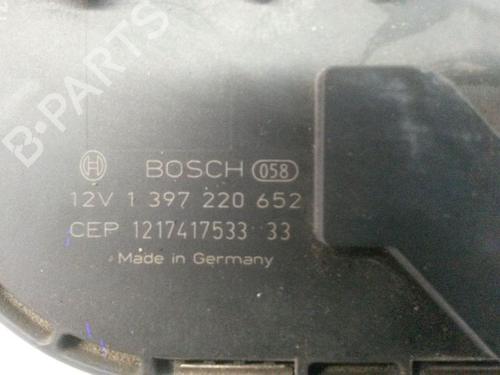 B-PARTS
BOSCH 058
12V 1 397 220 652
CEP 1217417533 33
Made in Germany